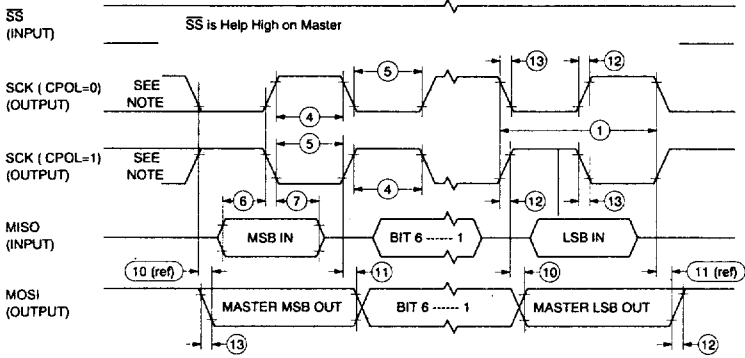 SS
(INPUT)
SS is Help High on Master
SCK ( CPOL=0)
(OUTPUT)
SEE
NOTE
5
13
12
4
1
SCK ( CPOL=1)
(OUTPUT)
SEE
NOTE
5
4
12
13
6
7
MISO
(INPUT)
MSB IN
BIT 6 ------ 1
LSB IN
10 (ref)
11
10
11 (ref)
MOSI
(OUTPUT)
MASTER MSB OUT
BIT 6 ------ 1
MASTER LSB OUT
13
12